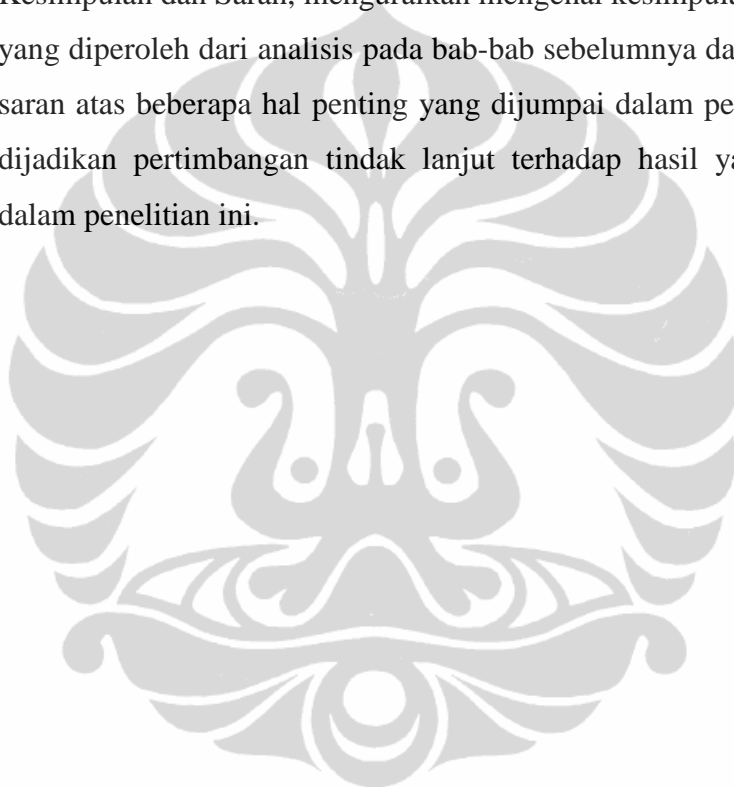 Kesimpulan dan Saran, menguraikan mengenai kesimpula
yang diperoleh dari analisis pada bab-bab sebelumnya da
saran atas beberapa hal penting yang dijumpai dalam pe
dijadikan pertimbangan tindak lanjut terhadap hasil ya
dalam penelitian ini.